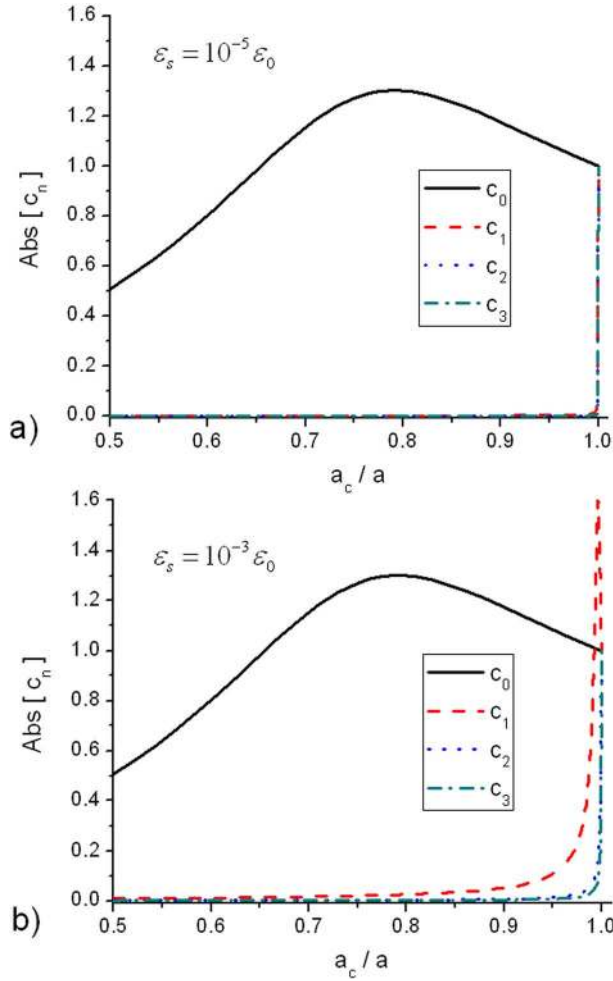 ε_s = 10^{-5} ε_0
Abs [ c_n ]
1.6
1.4
1.2
1.0
0.8
0.6
0.4
0.2
0.0
c_0
c_1
c_2
c_3
0.5 0.6 0.7 0.8 0.9 1.0
a_c / a
a)
ε_s = 10^{-3} ε_0
Abs [ c_n ]
1.6
1.4
1.2
1.0
0.8
0.6
0.4
0.2
0.0
c_0
c_1
c_2
c_3
0.5 0.6 0.7 0.8 0.9 1.0
a_c / a
b)